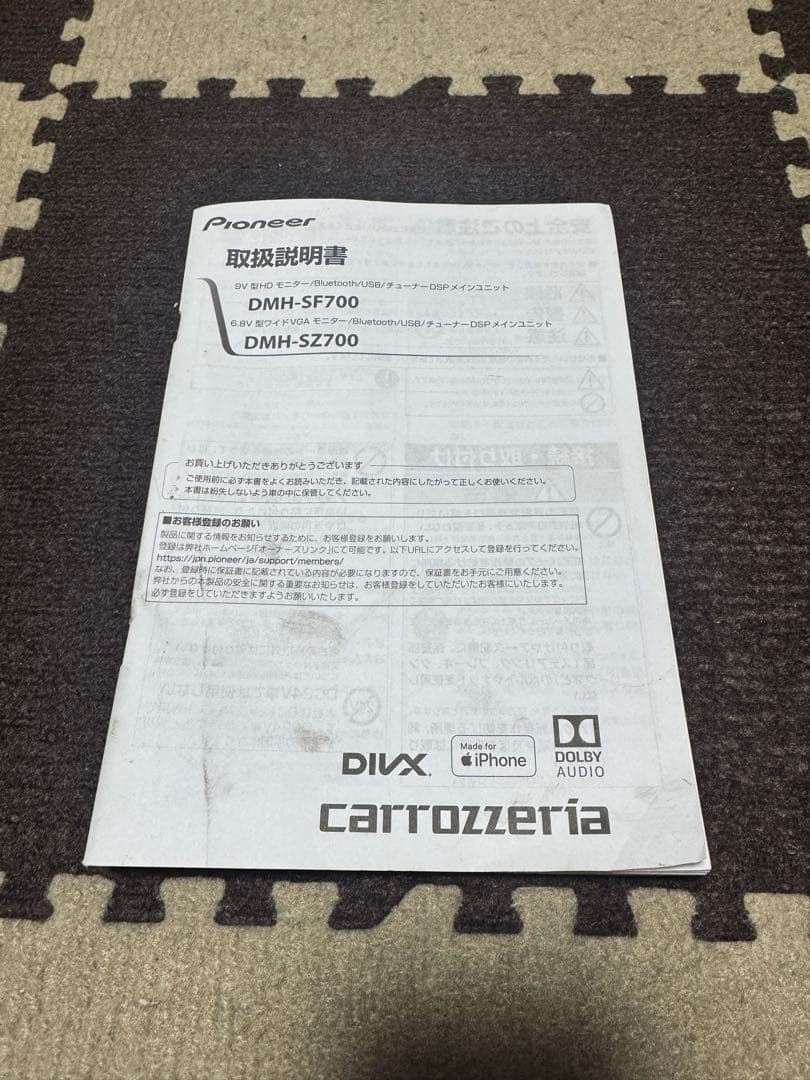 Pioneer
取扱説明書
9V型HDモニター/Bluetooth/USB/チューナーDSPメインユニット
DMH-SF700
6.8V型ワイドVGAモニター/Bluetooth/USB/チューナーDSPメインユニット
DMH-SZ700
お買い上げいただきありがとうございます
ご使用前に必ず本書をよくお読みいただき、記載された内容にしたがって正しくお使いください。
本書は紛失しないよう車の中に保管してください。
■お客様登録のお願い
製品に関する情報をお知らせするために、お客様登録をお願いします。
登録は弊社ホームページ「オーナーズリンク」にて可能です。以下URLにアクセスして登録を行ってください。
https://jpn.pioneer/ja/support/members/
なお、登録時に保証書に記載されている内容が必要になりますので、保証書をお手元にご用意ください。
弊社からの本製品の安全に関する重要なお知らせは、お客様登録をしていただいたお客様にいたします。
必ず登録をしていただきますようお願いいたします。
DIVX.
Made for
iPhone
DOLBY
AUDIO
carrozzeria